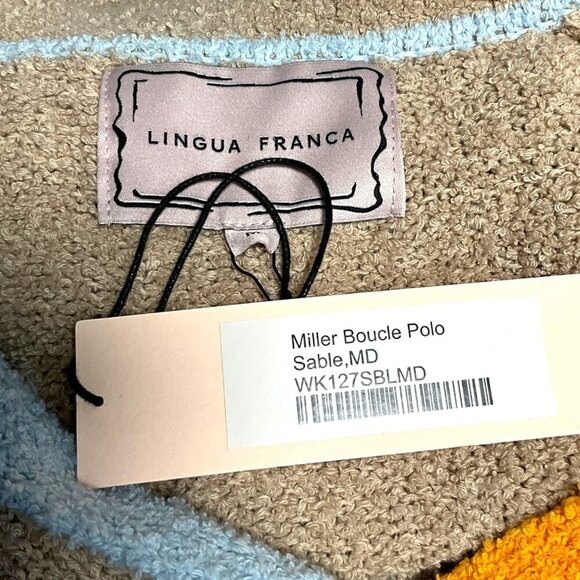 LINGUA FRANCA
Miller Boucle Polo
Sable,MD
WK127SBLMD